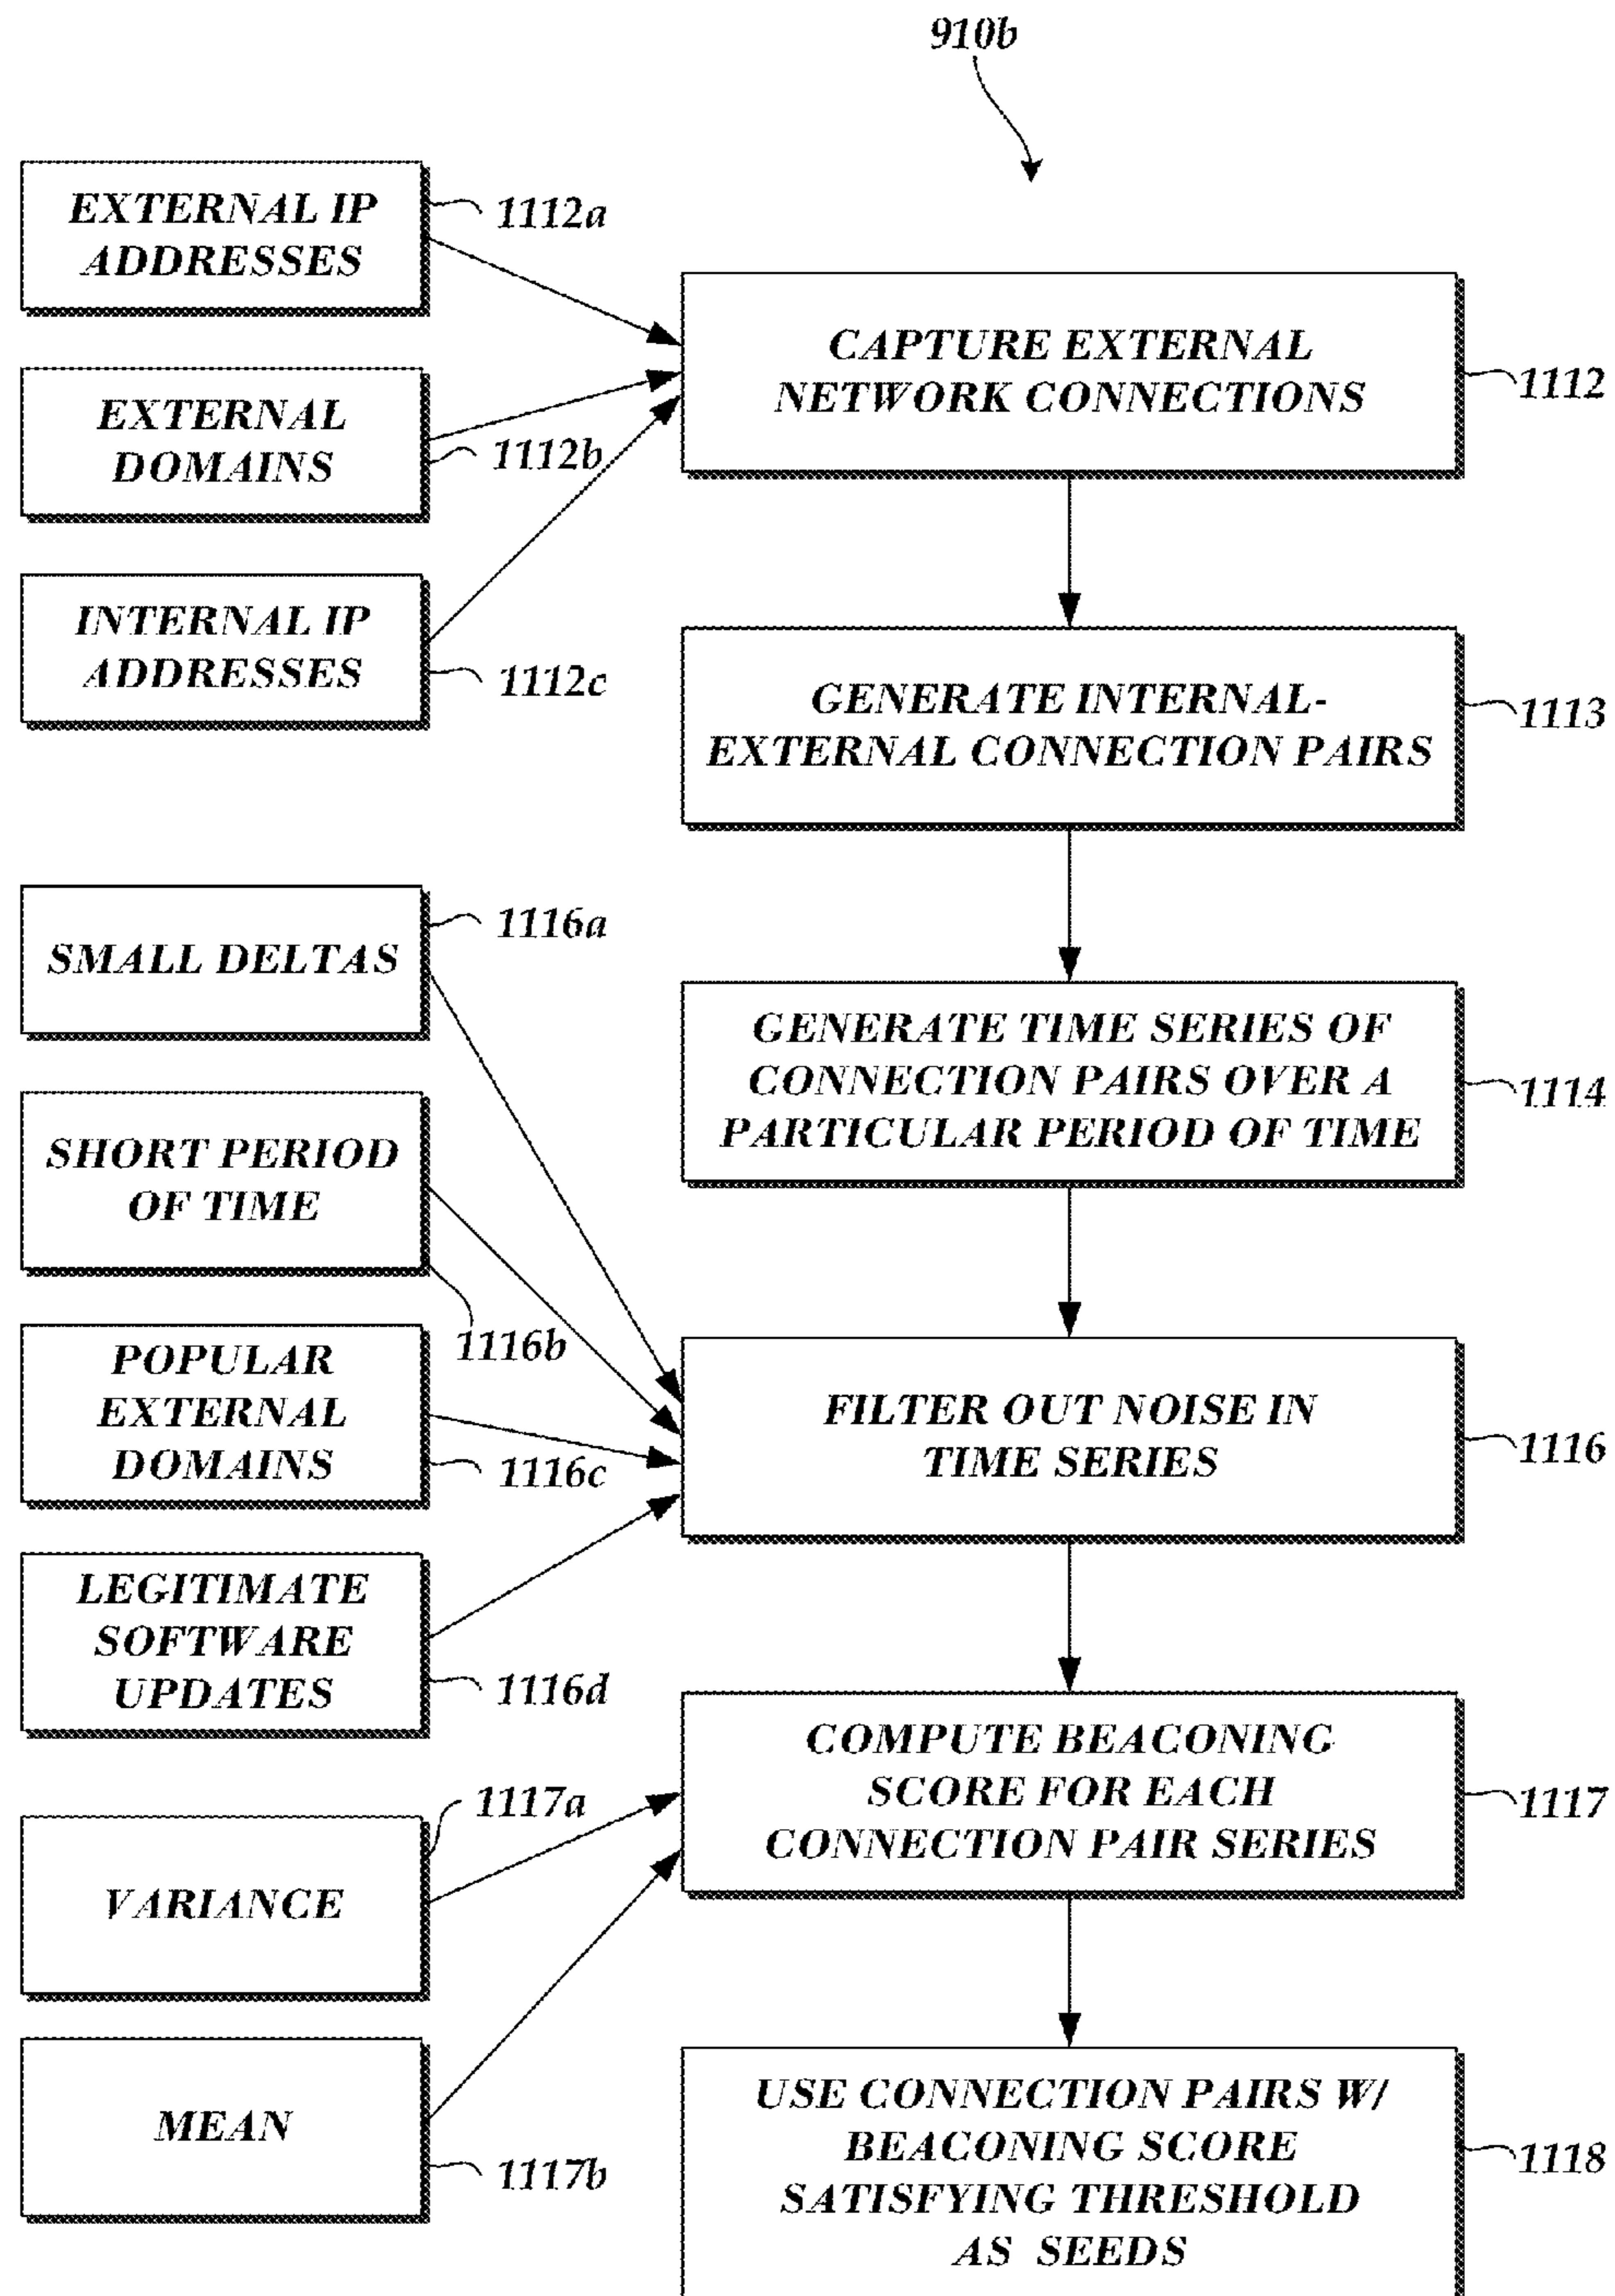 910b
EXTERNAL IP
ADDRESSES
1112a
EXTERNAL
DOMAINS
1112b
INTERNAL IP
ADDRESSES
1112c
CAPTURE EXTERNAL
NETWORK CONNECTIONS
1112
GENERATE INTERNAL-
EXTERNAL CONNECTION PAIRS
1113
GENERATE TIME SERIES OF
CONNECTION PAIRS OVER A
PARTICULAR PERIOD OF TIME
1114
SMALL DELTAS
1116a
SHORT PERIOD
OF TIME
1116b
POPULAR
EXTERNAL
DOMAINS
1116c
LEGITIMATE
SOFTWARE
UPDATES
1116d
FILTER OUT NOISE IN
TIME SERIES
1116
VARIANCE
1117a
MEAN
1117b
COMPUTE BEACONING
SCORE FOR EACH
CONNECTION PAIR SERIES
1117
USE CONNECTION PAIRS W/
BEACONING SCORE
SATISFYING THRESHOLD
AS SEEDS
1118